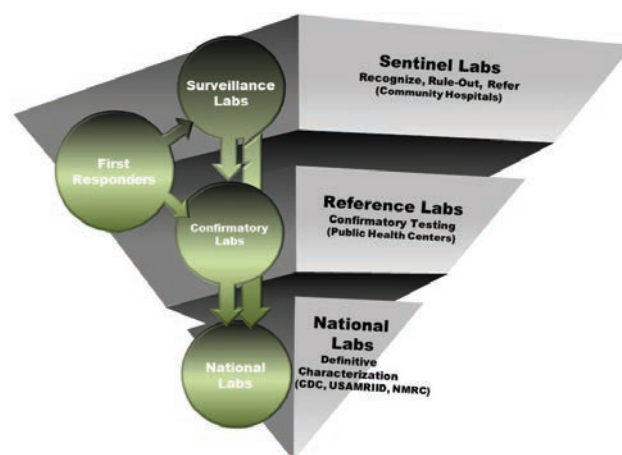 Surveillance
Labs
First
Responders
Confirmatory
Labs
National
Labs
Sentinel Labs
Recognize, Rule-Out, Refer
(Community Hospitals)
Reference Labs
Confirmatory Testing
(Public Health Centers)
National
Labs
Definitive
Characterization
(CDC, USAMRIID, NMRC)